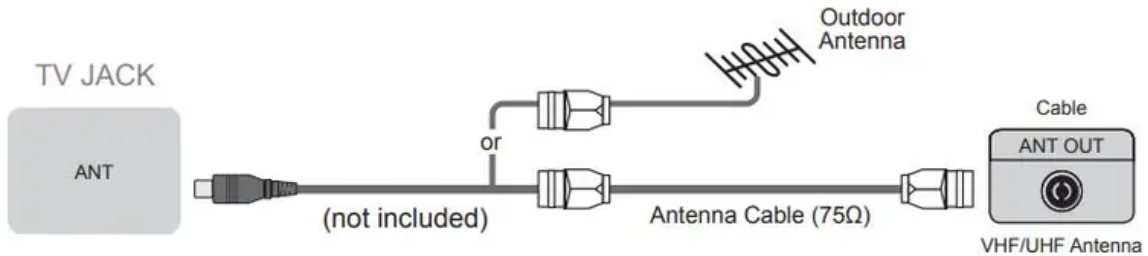 Outdoor
Antenna
TV JACK
Cable
ANT OUT
or
ANT
(not included)
Antenna Cable (75Ω)
VHF/UHF Antenna